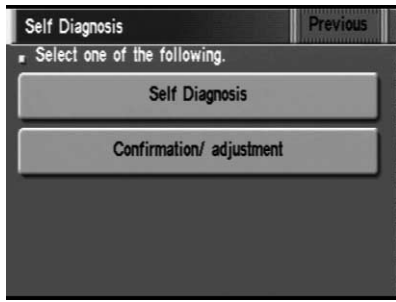 Self Diagnosis Previous
Select one of the following.
Self Diagnosis
Confirmation/ adjustment